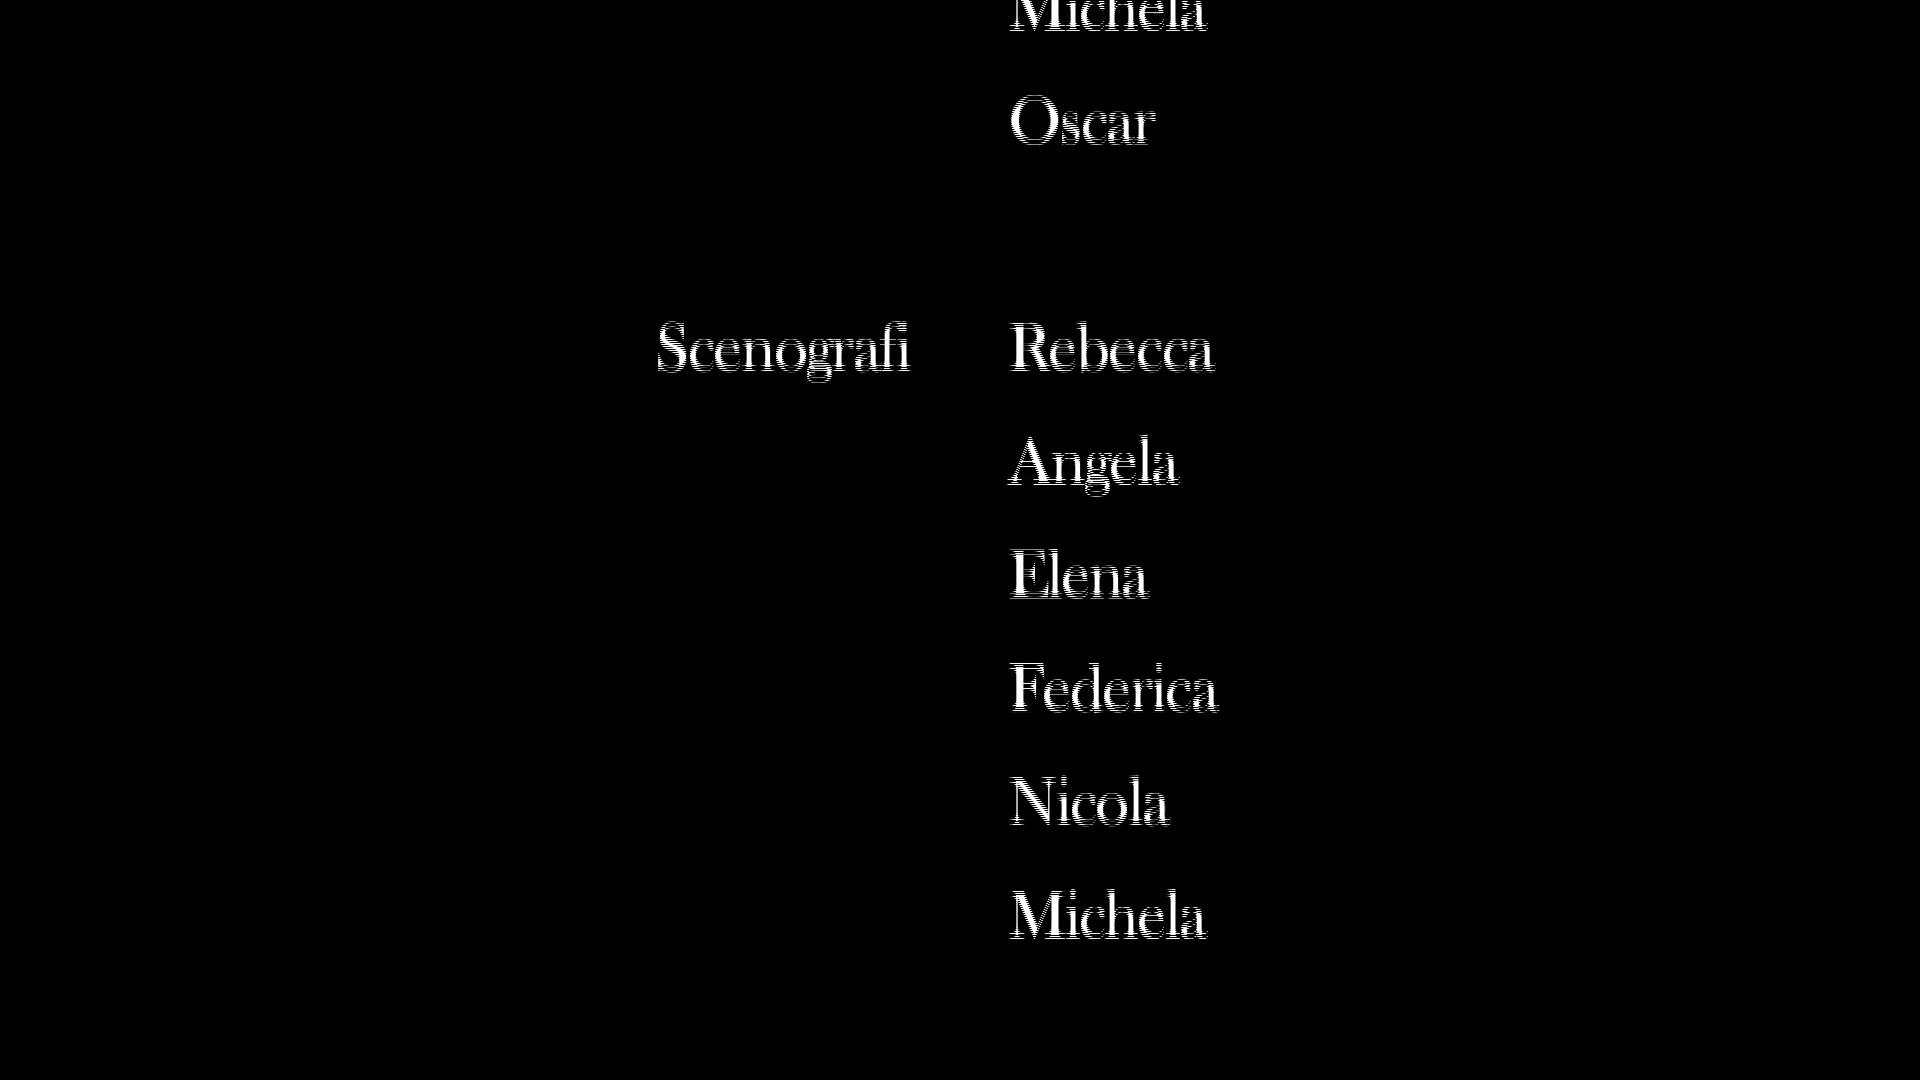 Michela
Oscar
Scenografi Rebecca
Angela
Elena
Federica
Nicola
Michela